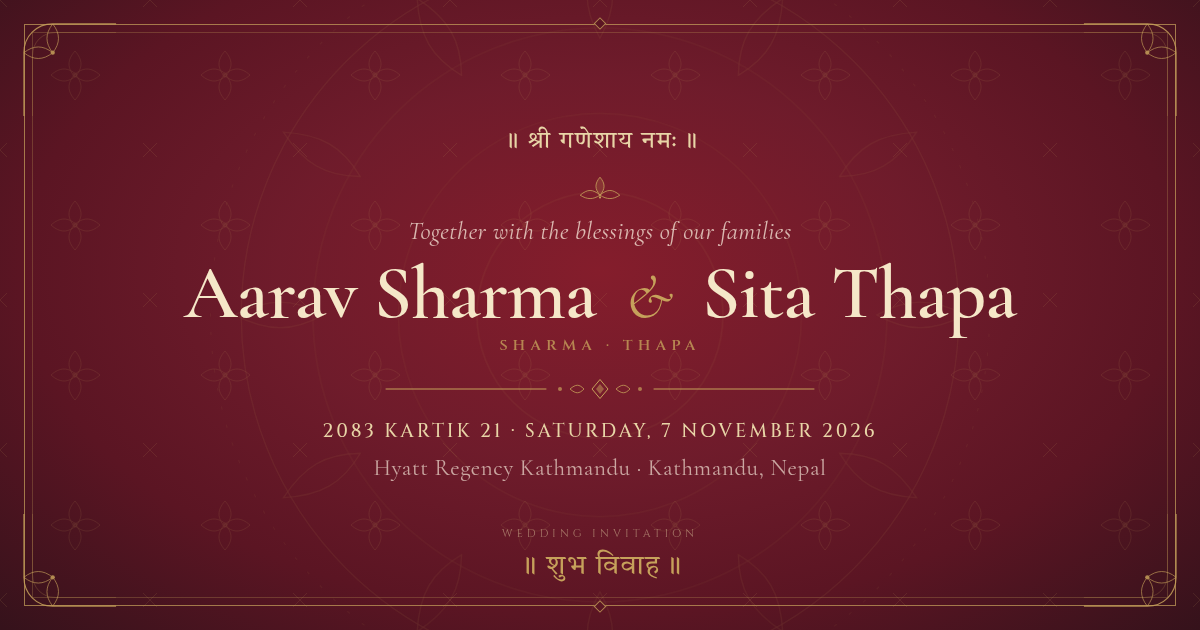 ॥ श्री गणेशाय नमः ॥
Together with the blessings of our families
Aarav Sharma & Sita Thapa
SHARMA · THAPA
2083 KARTIK 21 · SATURDAY, 7 NOVEMBER 2026
Hyatt Regency Kathmandu · Kathmandu, Nepal
WEDDING INVITATION
॥ शुभ विवाह ॥